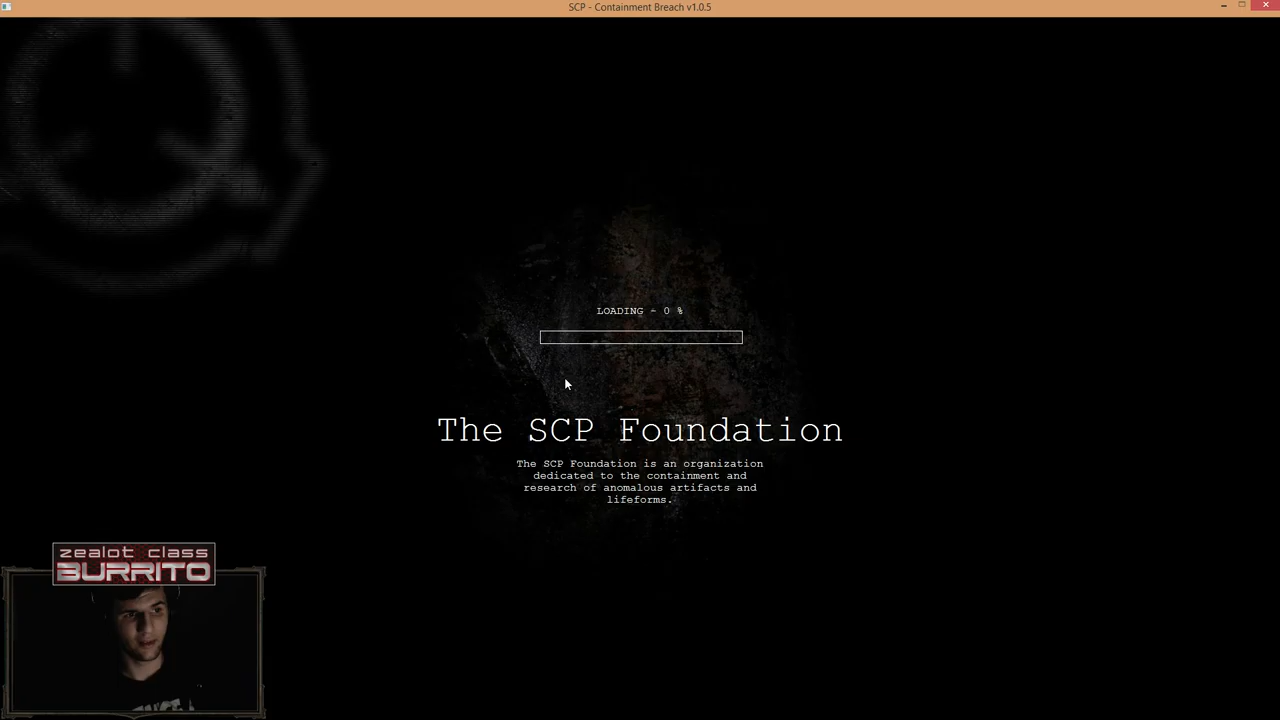 SCP - Containment Breach v1.0.5
LOADING - 0 %
The SCP Foundation
The SCP Foundation is an organization
dedicated to the containment and
research of anomalous artifacts and
lifeforms.
zealot class
BURRITO